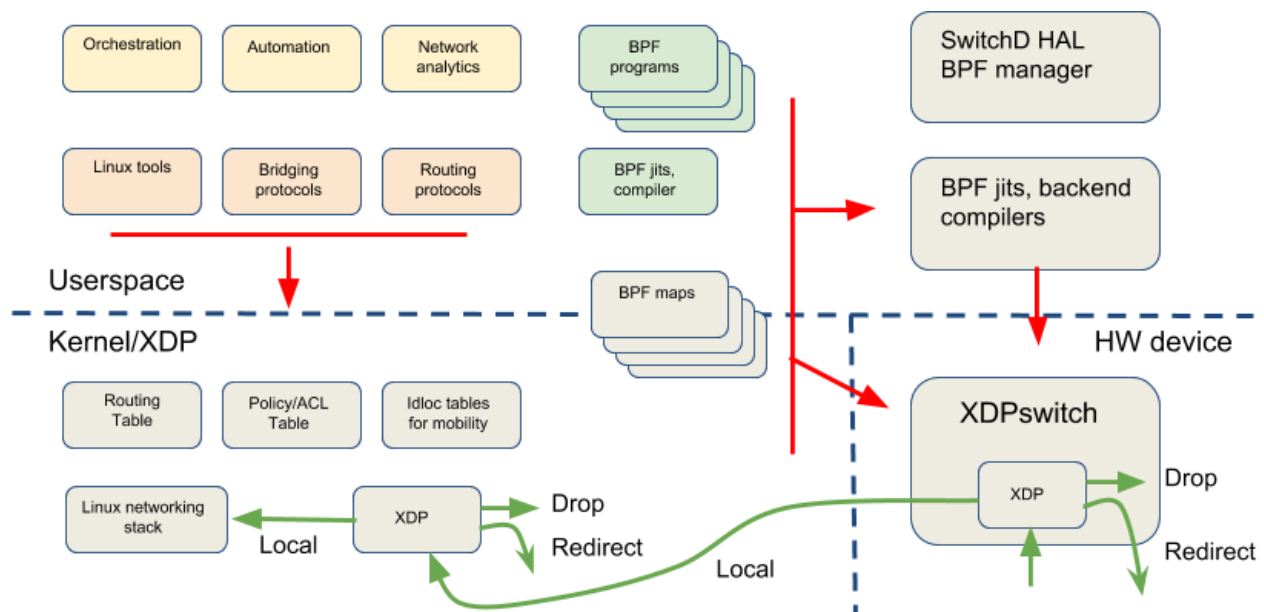 Orchestration
Automation
Network
analytics
BPF
programs
SwitchD HAL
BPF manager
Linux tools
Bridging
protocols
Routing
protocols
BPF jits,
compiler
BPF jits, backend
compilers
Userspace
BPF maps
Kernel/XDP
HW device
Routing
Table
Policy/ACL
Table
Idloc tables
for mobility
XDPswitch
Linux networking
stack
Local
XDP
Drop
Redirect
Local
XDP
Drop
Redirect